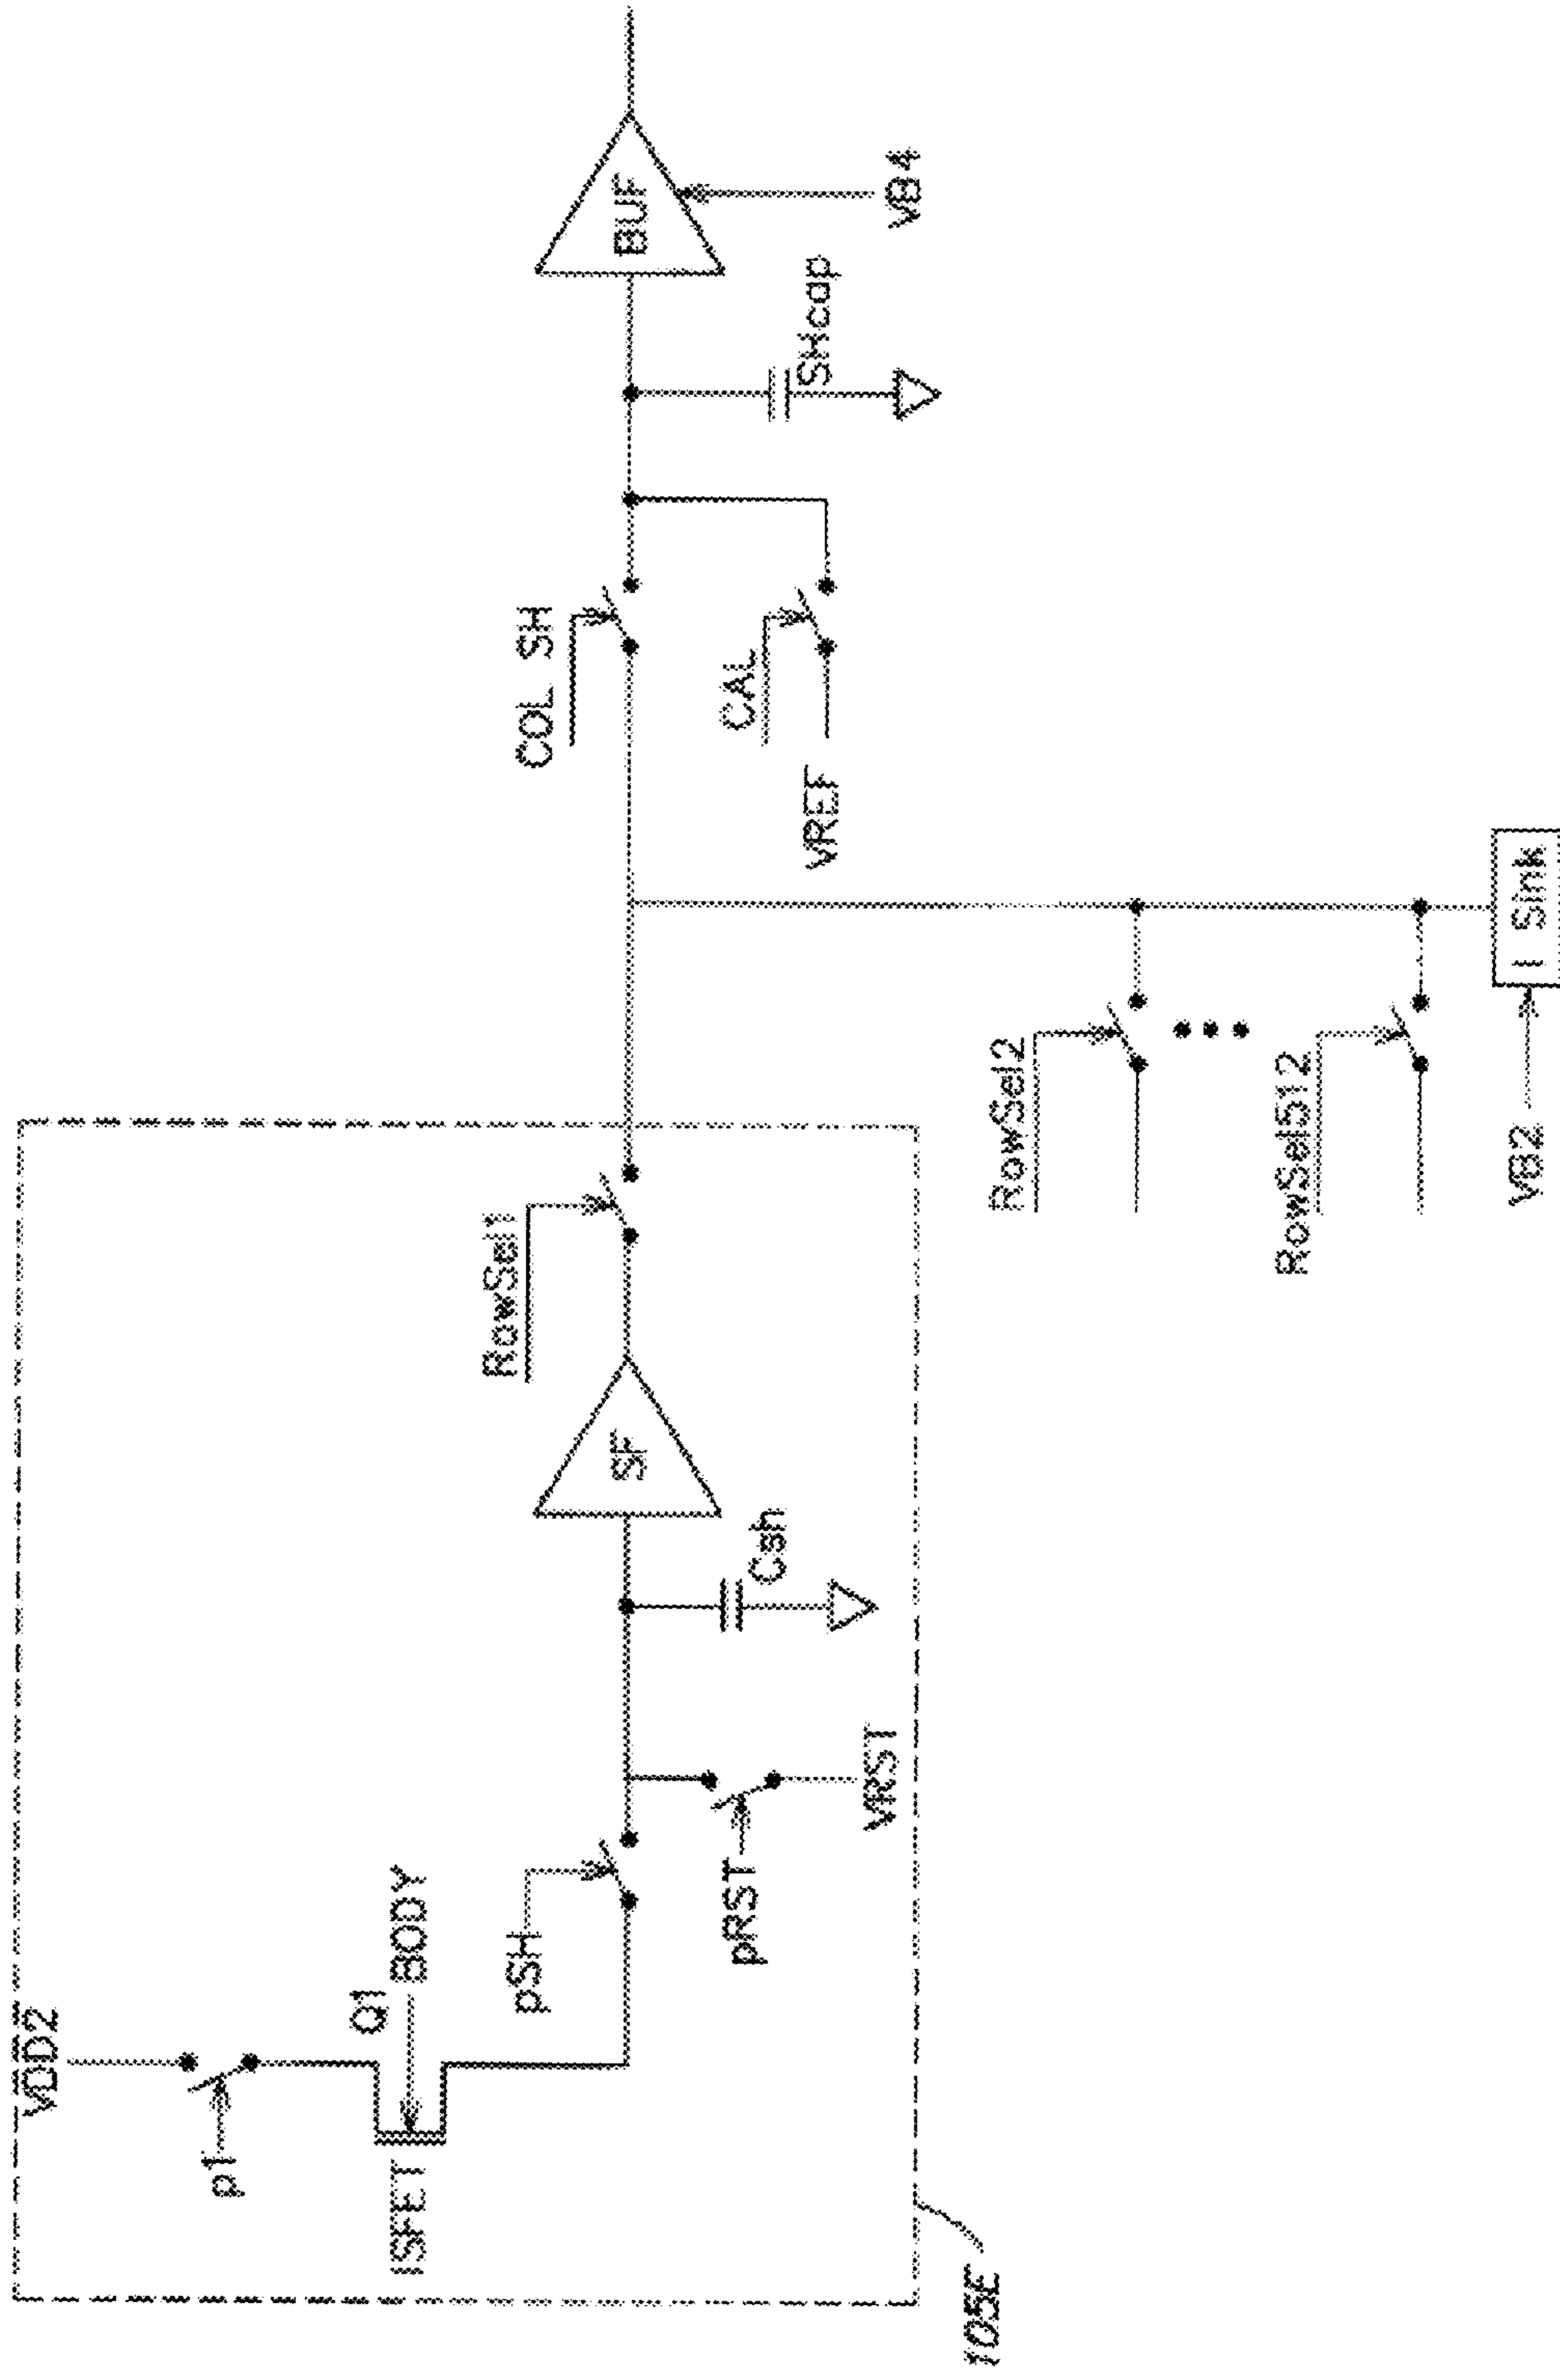 VDD2
p1
ISFET
Q1
BODY
pSH
pRST
VRST
Csh
SF
RowSel1
105E
RowSel2
RowSel512
VB2
I Sink
COL SH
CAL
VREF
SHcap
BUF
VB4